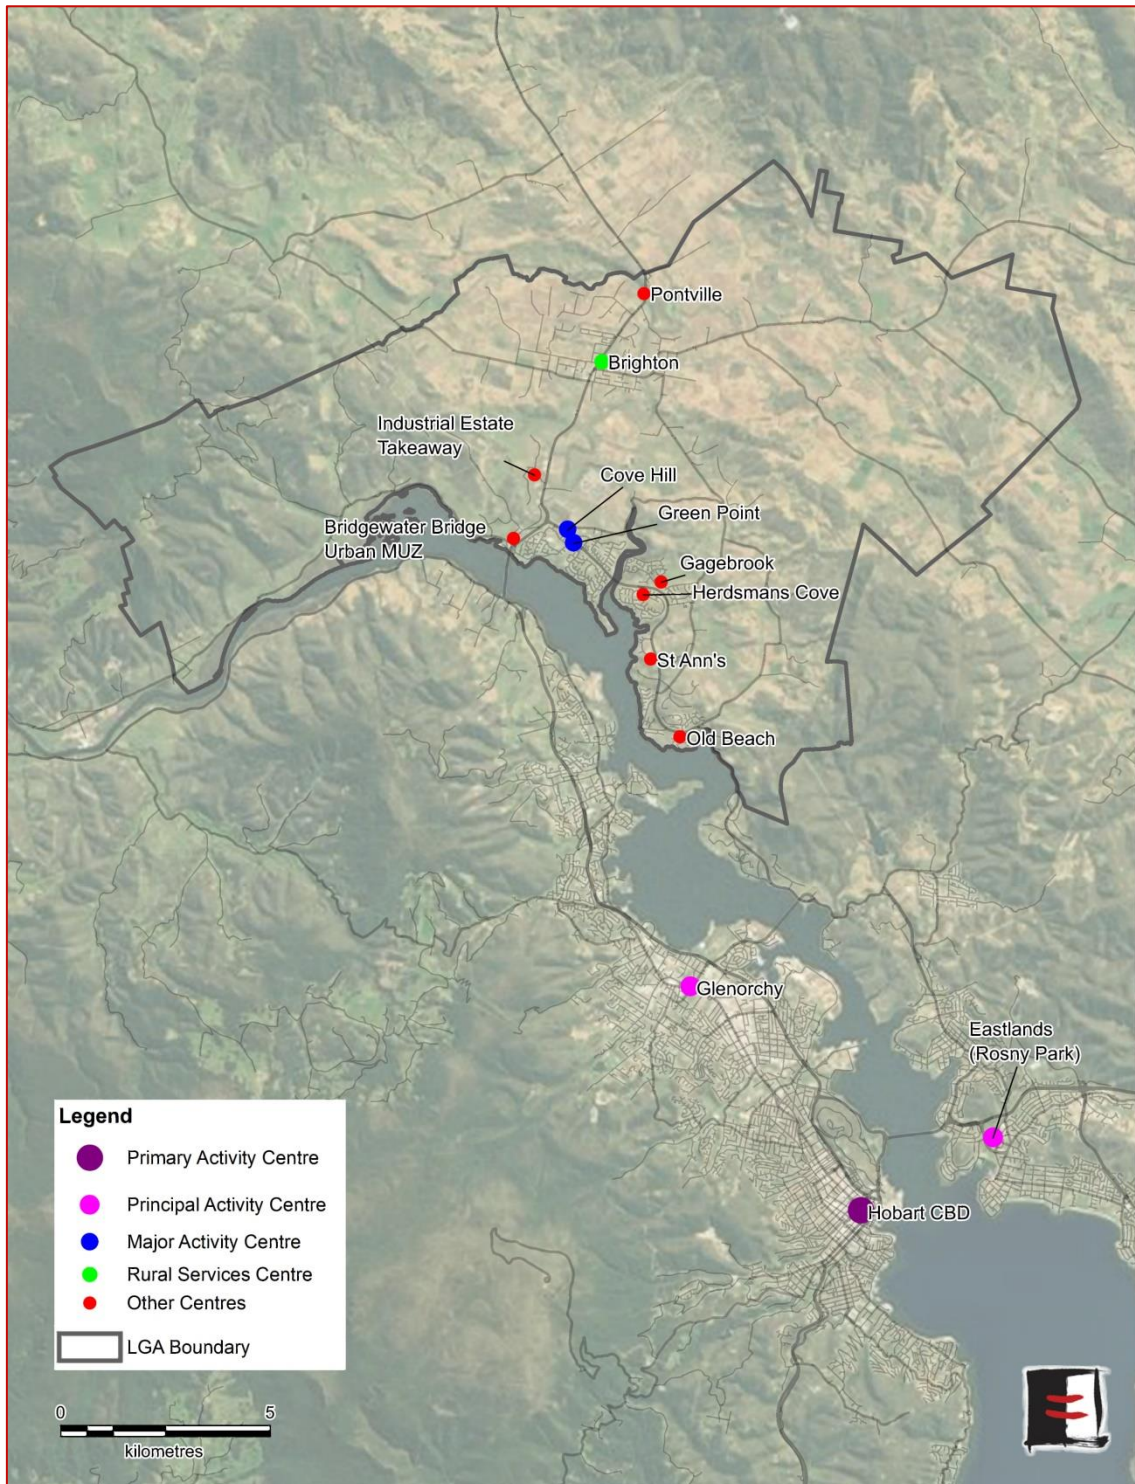 Pontville
Brighton
Industrial Estate
Takeaway
Cove Hill
Green Point
Bridgewater Bridge
Urban MUZ
Gagebrook
Herdsmans Cove
St Ann's
Old Beach
Glenorchy
Eastlands
(Rosny Park)
Hobart CBD
Legend
Primary Activity Centre
Principal Activity Centre
Major Activity Centre
Rural Services Centre
Other Centres
LGA Boundary
0 5
kilometres